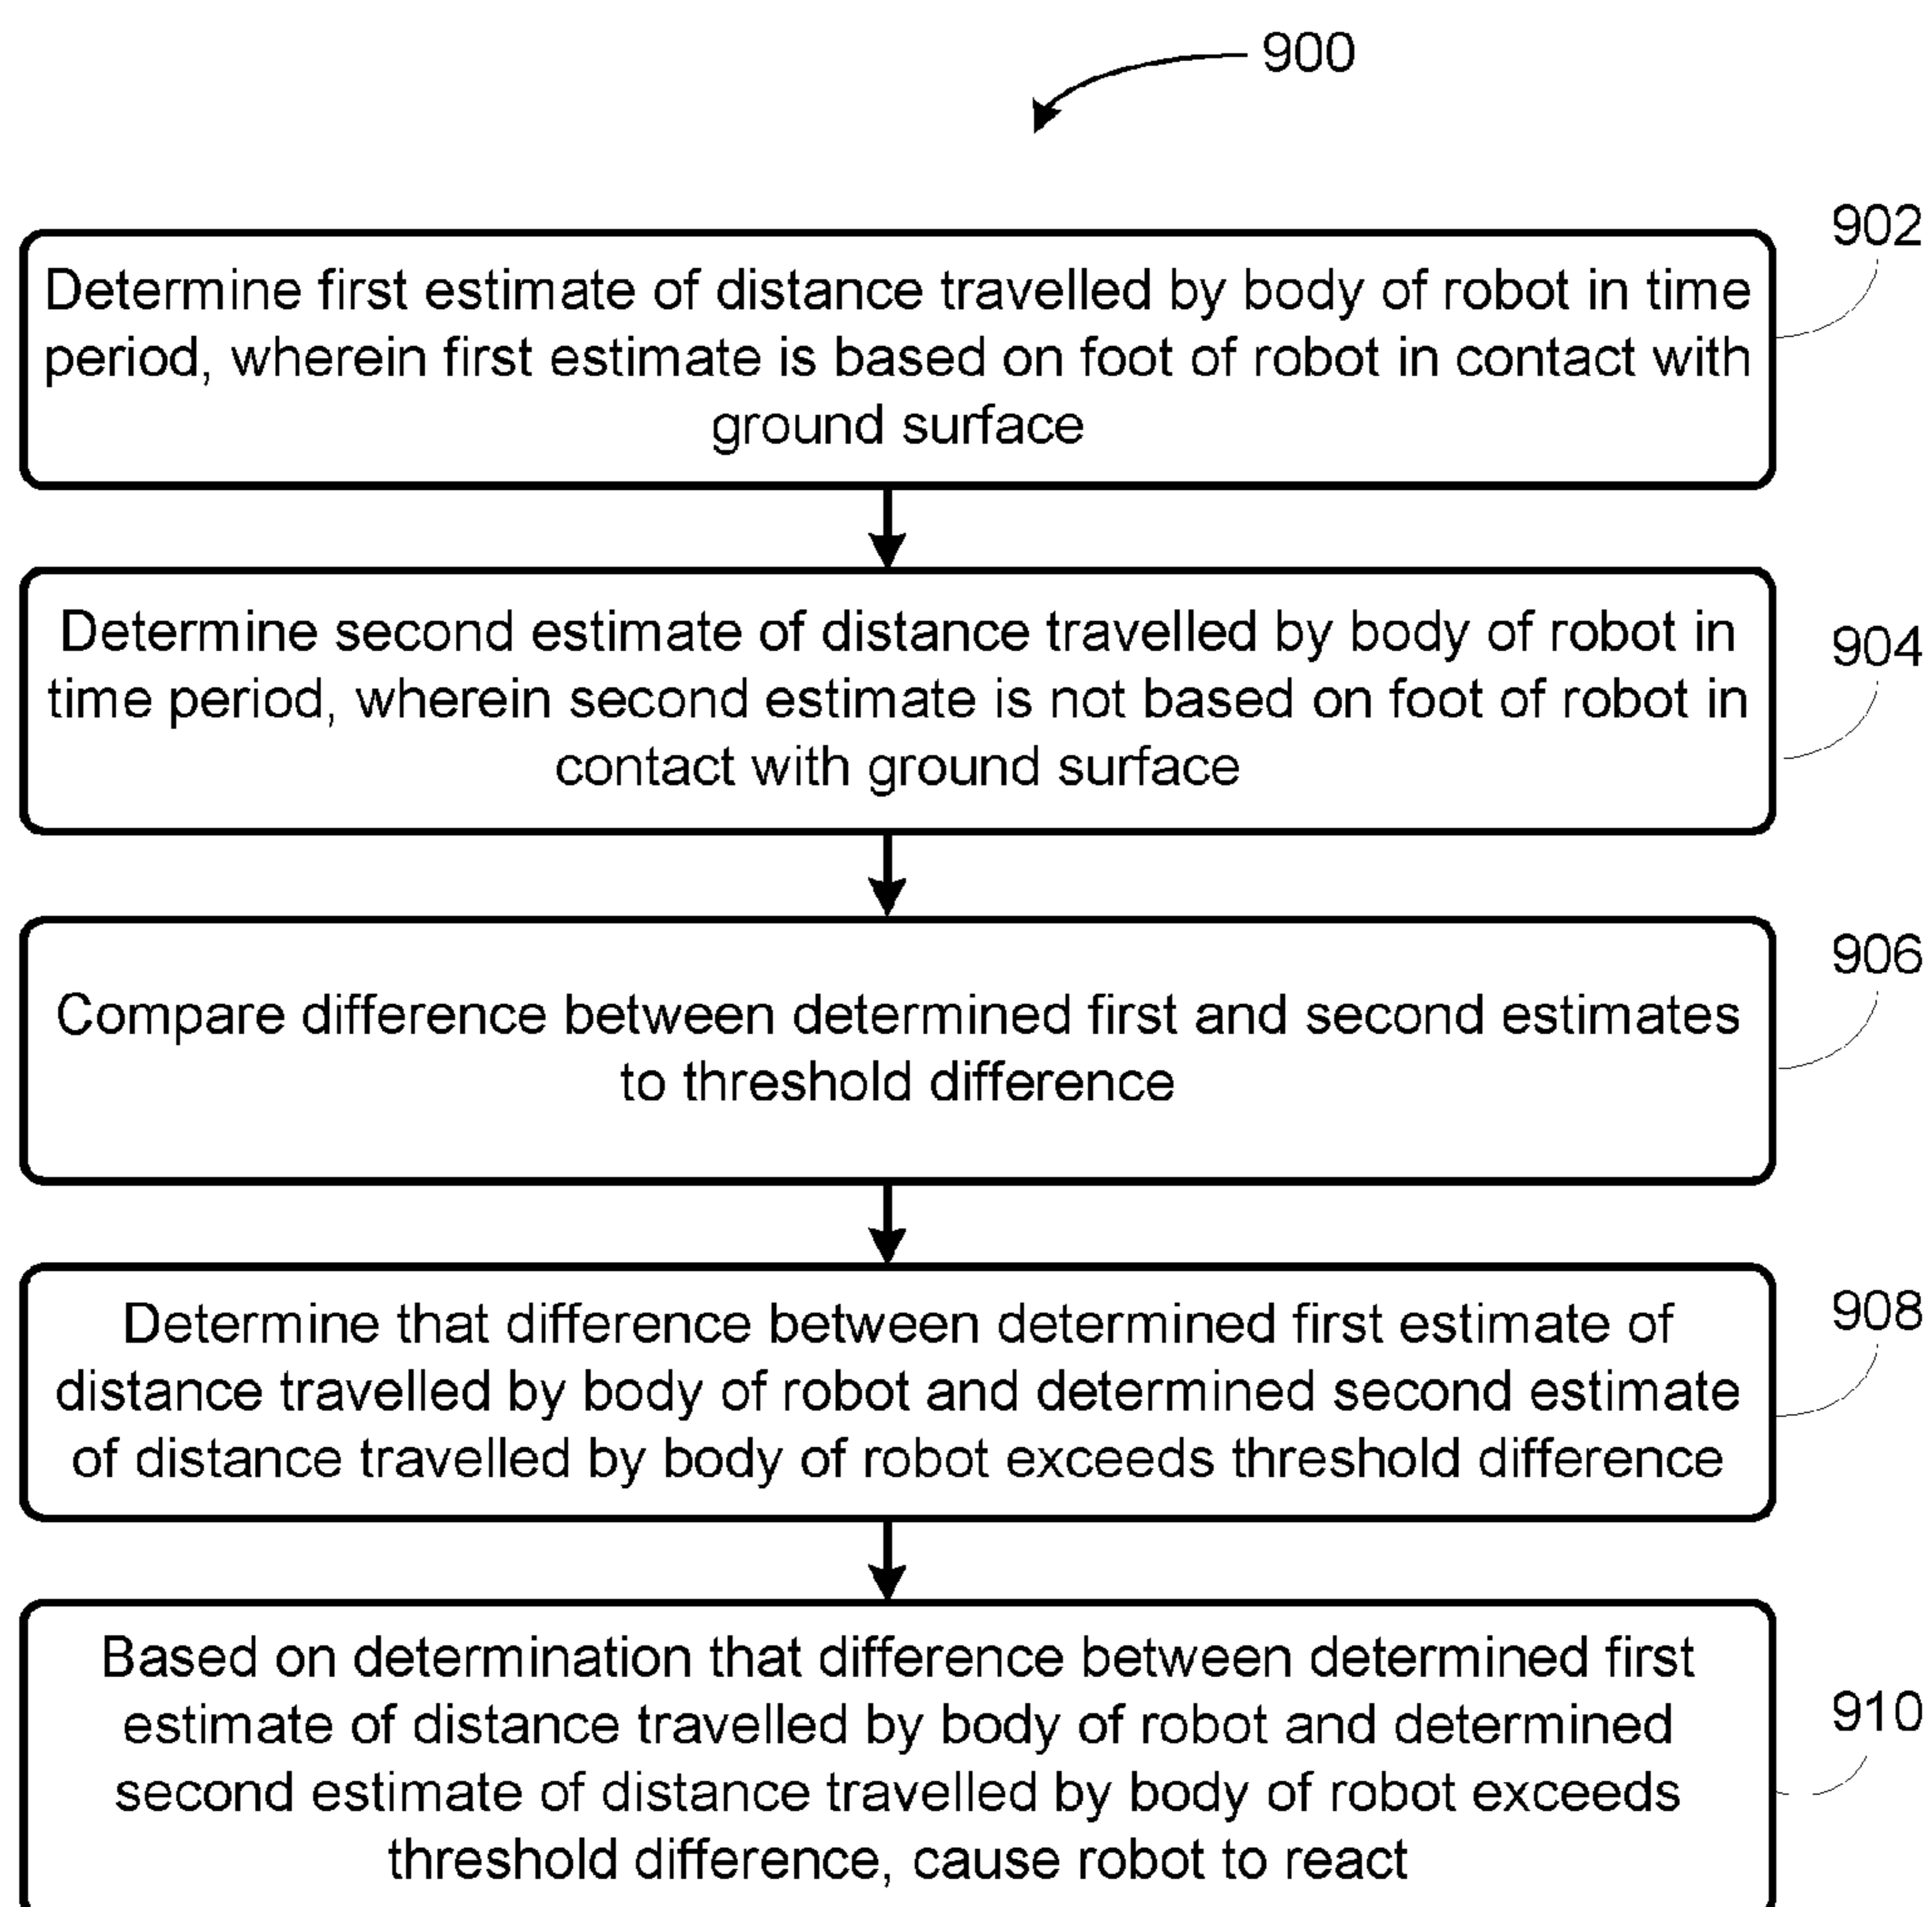 900
902
Determine first estimate of distance travelled by body of robot in time
period, wherein first estimate is based on foot of robot in contact with
ground surface
904
Determine second estimate of distance travelled by body of robot in
time period, wherein second estimate is not based on foot of robot in
contact with ground surface
906
Compare difference between determined first and second estimates
to threshold difference
908
Determine that difference between determined first estimate of
distance travelled by body of robot and determined second estimate
of distance travelled by body of robot exceeds threshold difference
910
Based on determination that difference between determined first
estimate of distance travelled by body of robot and determined
second estimate of distance travelled by body of robot exceeds
threshold difference, cause robot to react